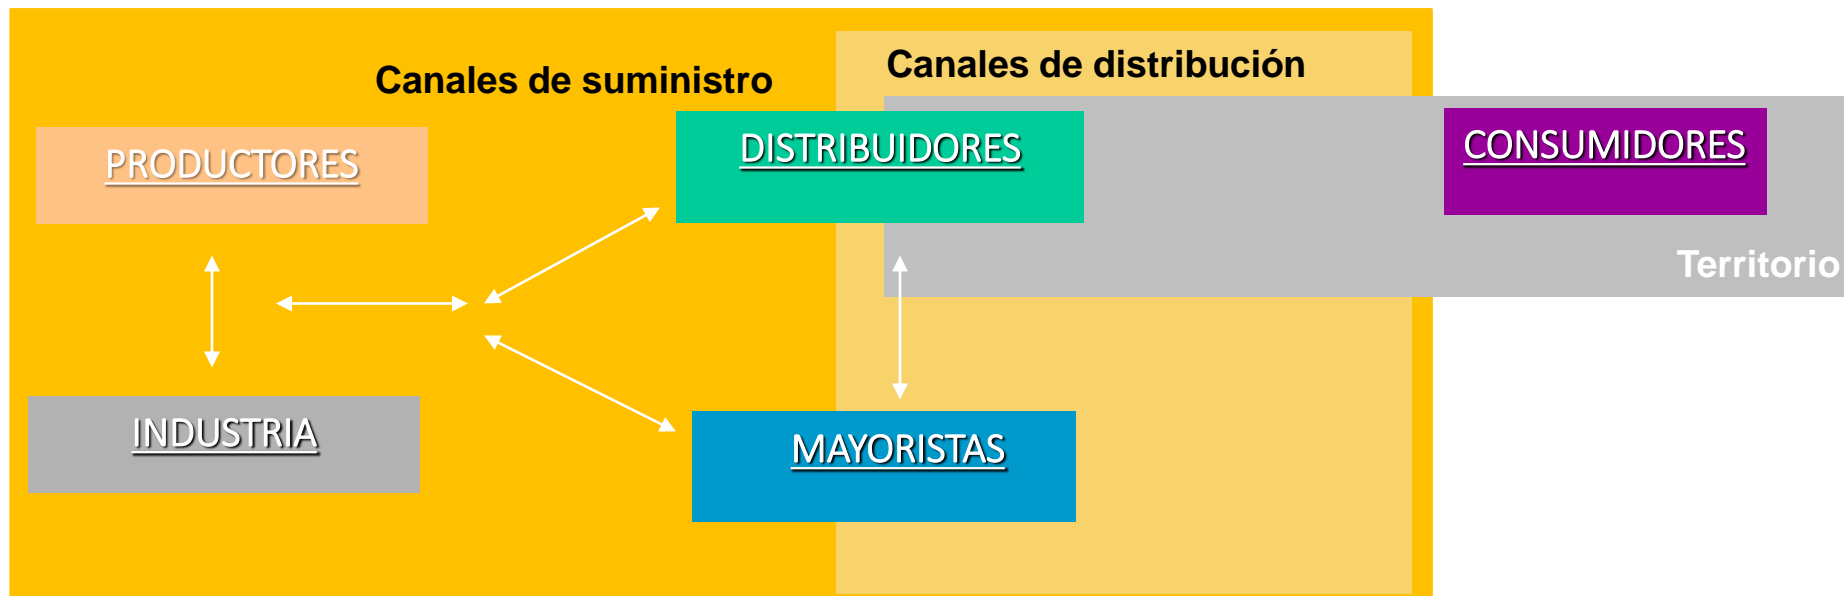 Canales de suministro
Canales de distribución
PRODUCTORES
DISTRIBUIDORES
CONSUMIDORES
Territorio
INDUSTRIA
MAYORISTAS